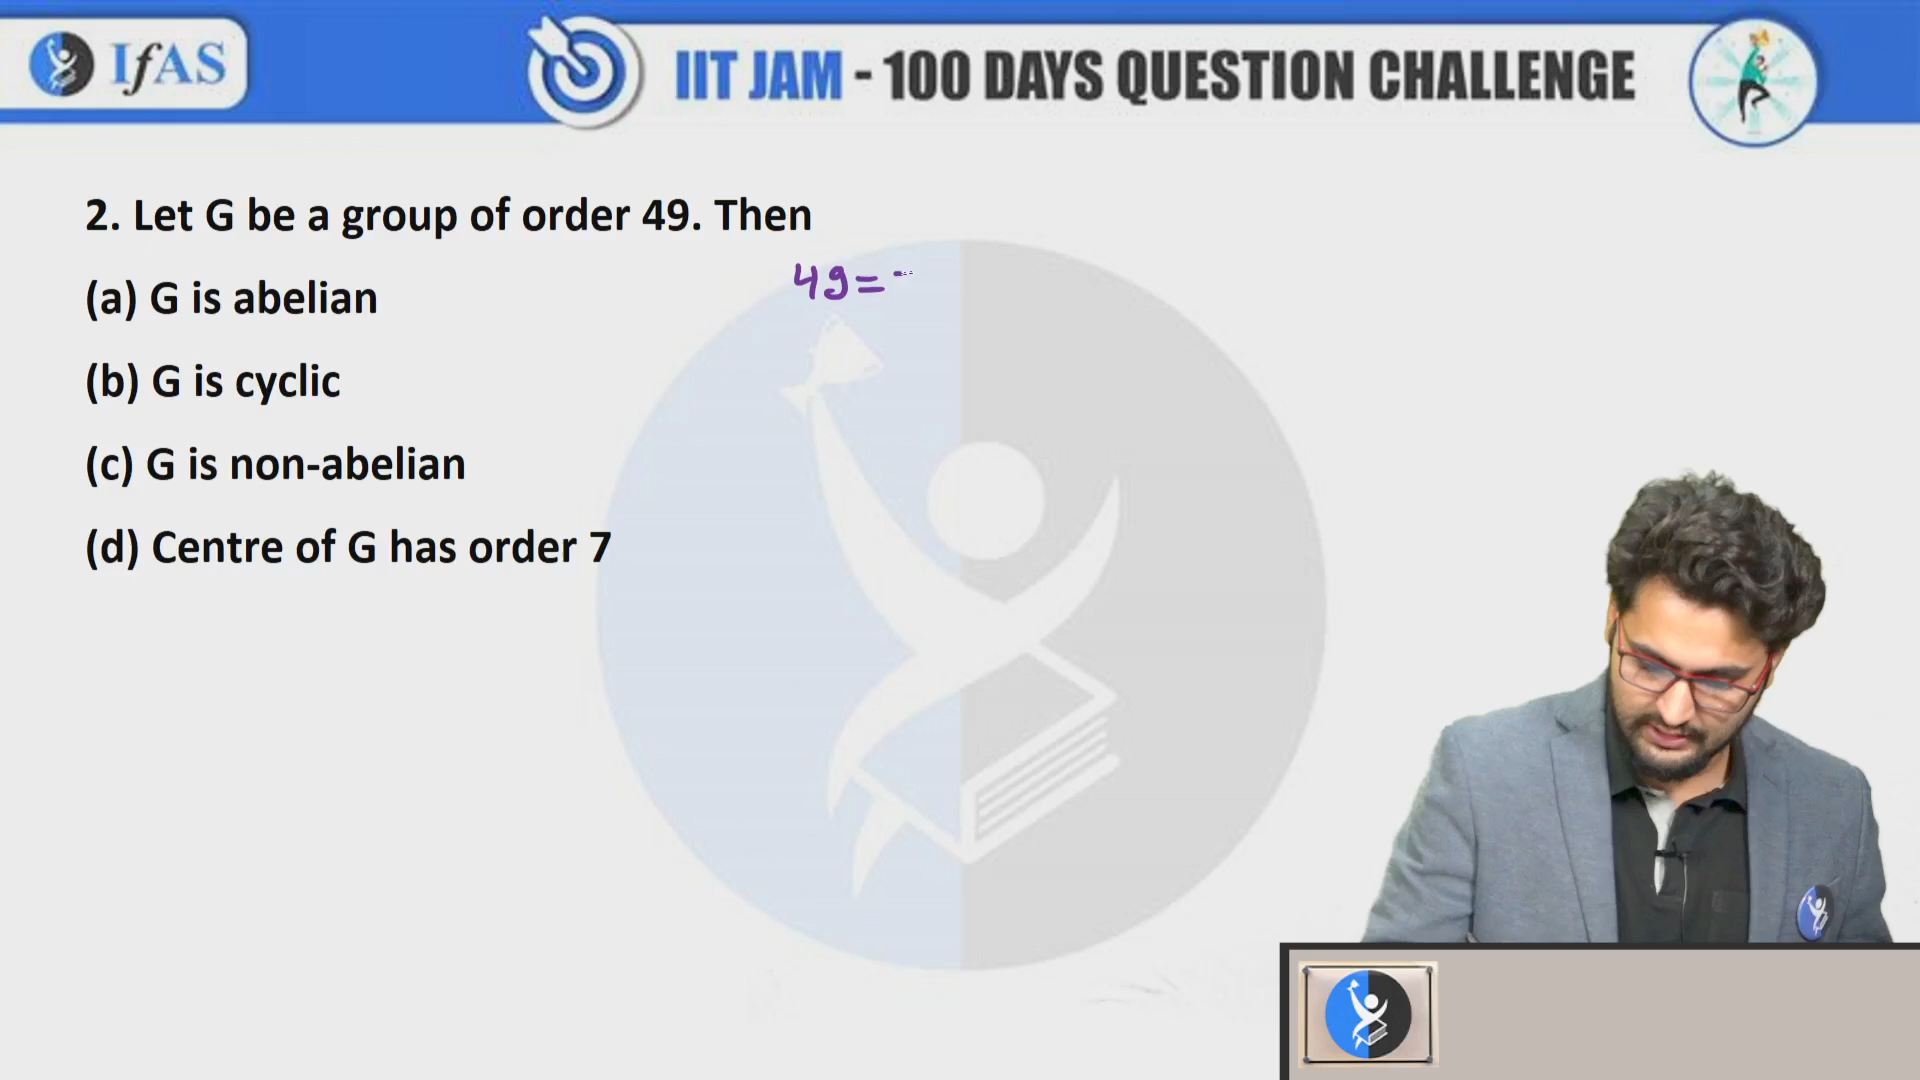 IfAS
IIT JAM - 100 DAYS QUESTION CHALLENGE
2. Let G be a group of order 49. Then
49=
(a) G is abelian
(b) G is cyclic
(c) G is non-abelian
(d) Centre of G has order 7